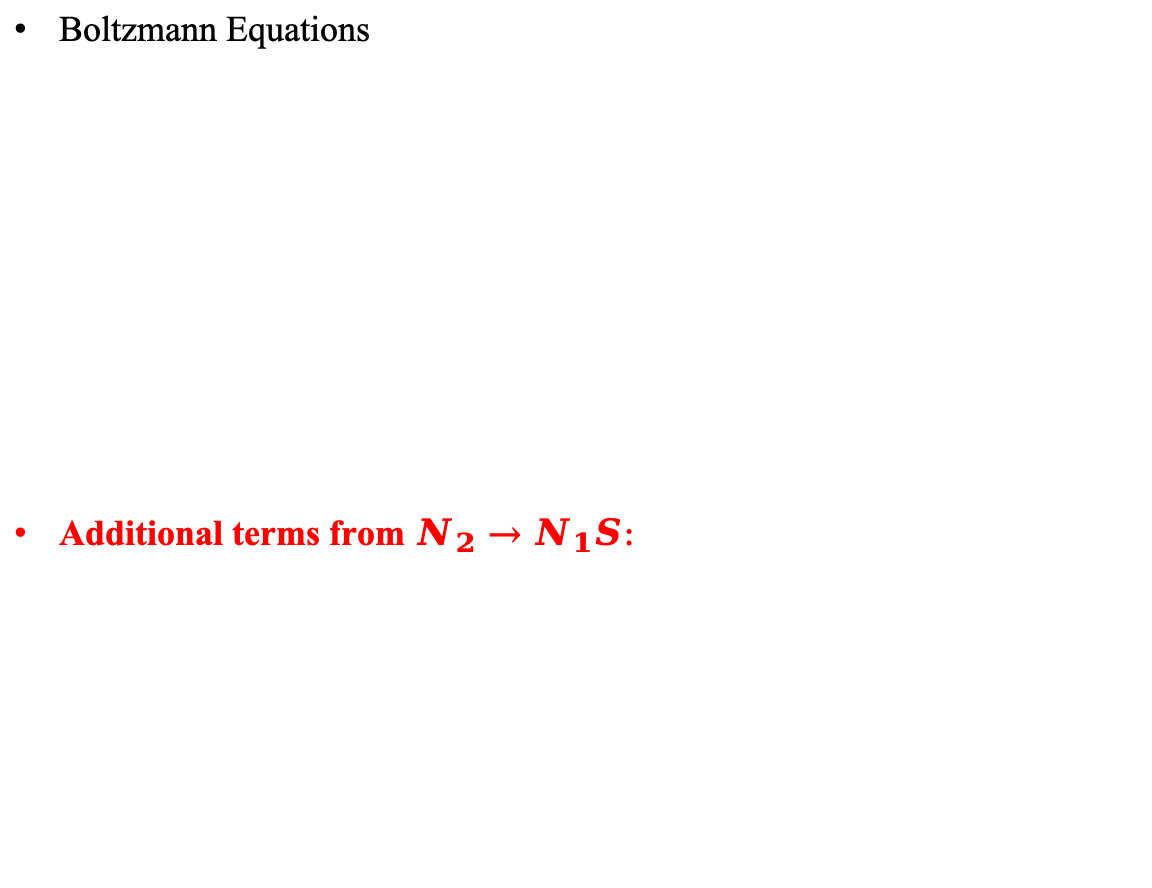 • Boltzmann Equations
• Additional terms from N₂ → N₁S: